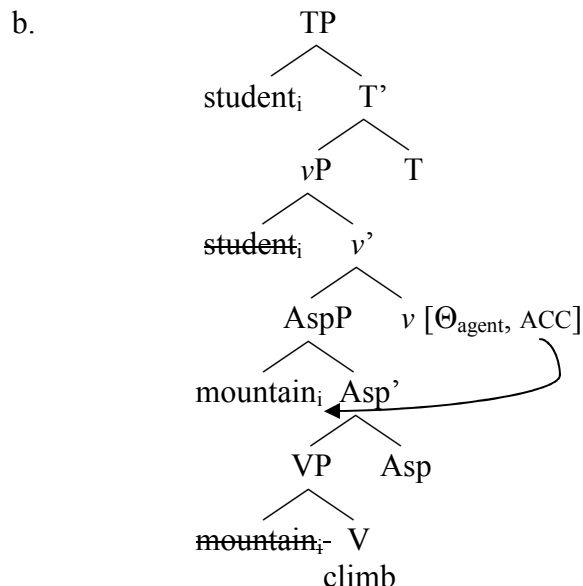 b. TP
studentᵢ T’
vP T
studentᵢ v’
AspP v [Θagent, ACC]
mountainᵢ Asp’
VP Asp
mountainᵢ- V
climb